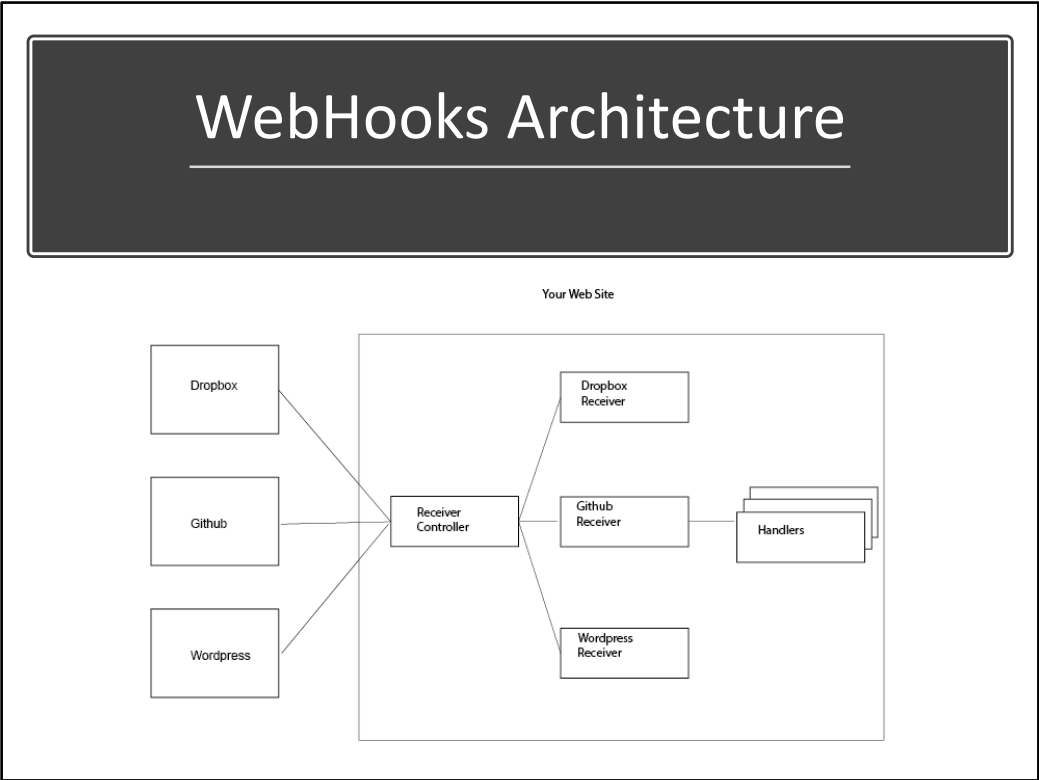 WebHooks Architecture
Your Web Site
Dropbox
Github
Wordpress
Receiver
Controller
Dropbox
Receiver
Github
Receiver
Wordpress
Receiver
Handlers